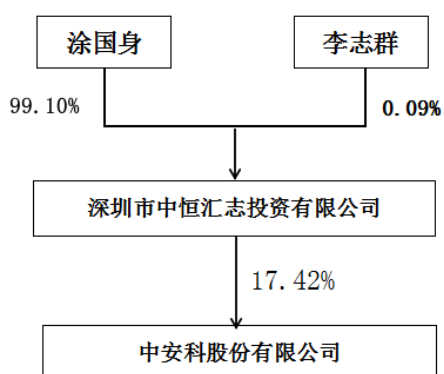 涂国身
李志群
99.10%
0.09%
深圳市中恒汇志投资有限公司
17.42%
中安科股份有限公司